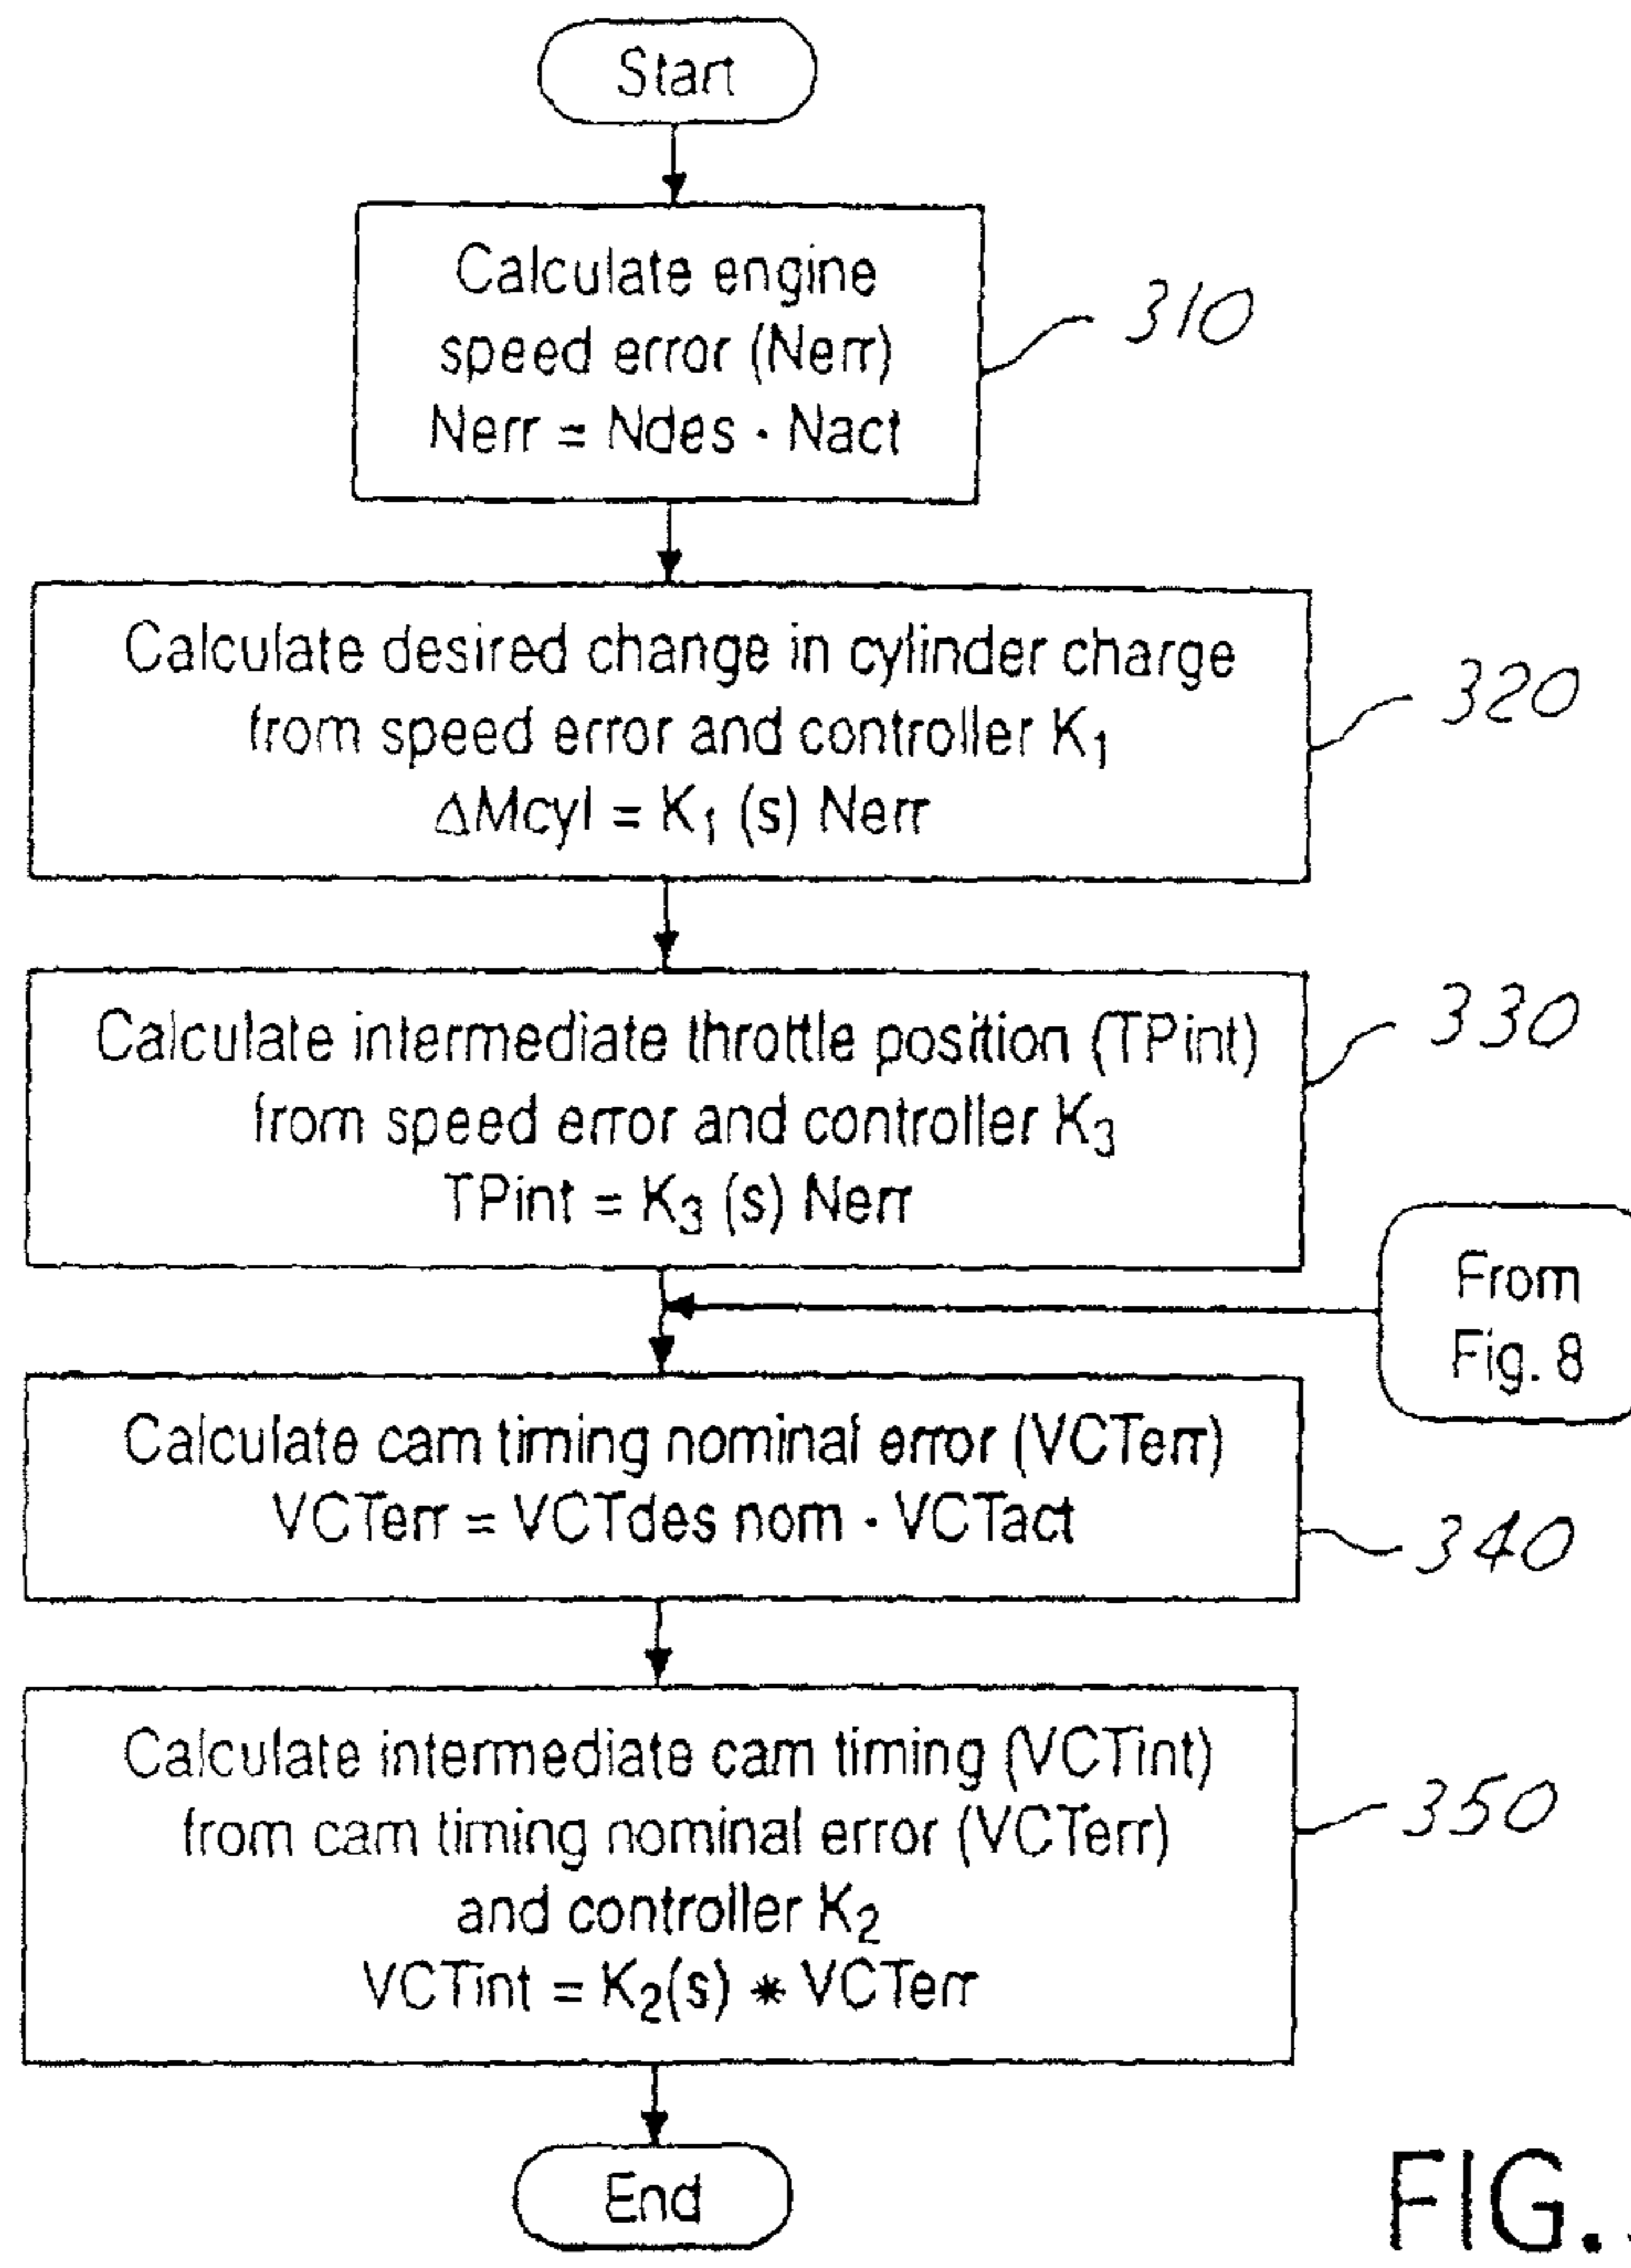 Start
Calculate engine
speed error (Nerr)
Nerr = Ndes · Nact
310
Calculate desired change in cylinder charge
from speed error and controller K₁
ΔMcyl = K₁ (s) Nerr
320
Calculate intermediate throttle position (TPint)
from speed error and controller K₃
TPint = K₃ (s) Nerr
330
From
Fig. 8
Calculate cam timing nominal error (VCTerr)
VCTerr = VCTdes nom · VCTact
340
Calculate intermediate cam timing (VCTint)
from cam timing nominal error (VCTerr)
and controller K₂
VCTint = K₂(s) * VCTerr
350
End
FIG.